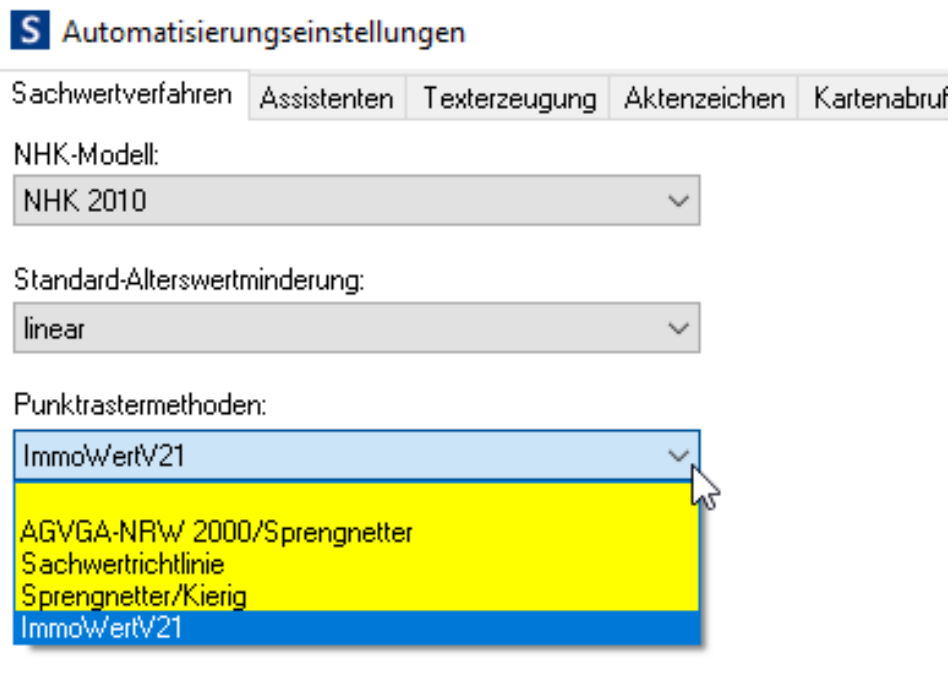 S Automatisierungseinstellungen
Sachwertverfahren Assistenten Texterzeugung Aktenzeichen Kartenabruf
NHK-Modell:
NHK 2010
Standard-Alterswertminderung:
linear
Punktrastermethoden:
ImmoWertV21
AGVGA-NRW 2000/Sprengnetter
Sachwertrichtlinie
Sprengnetter/Kierig
ImmoWertV21